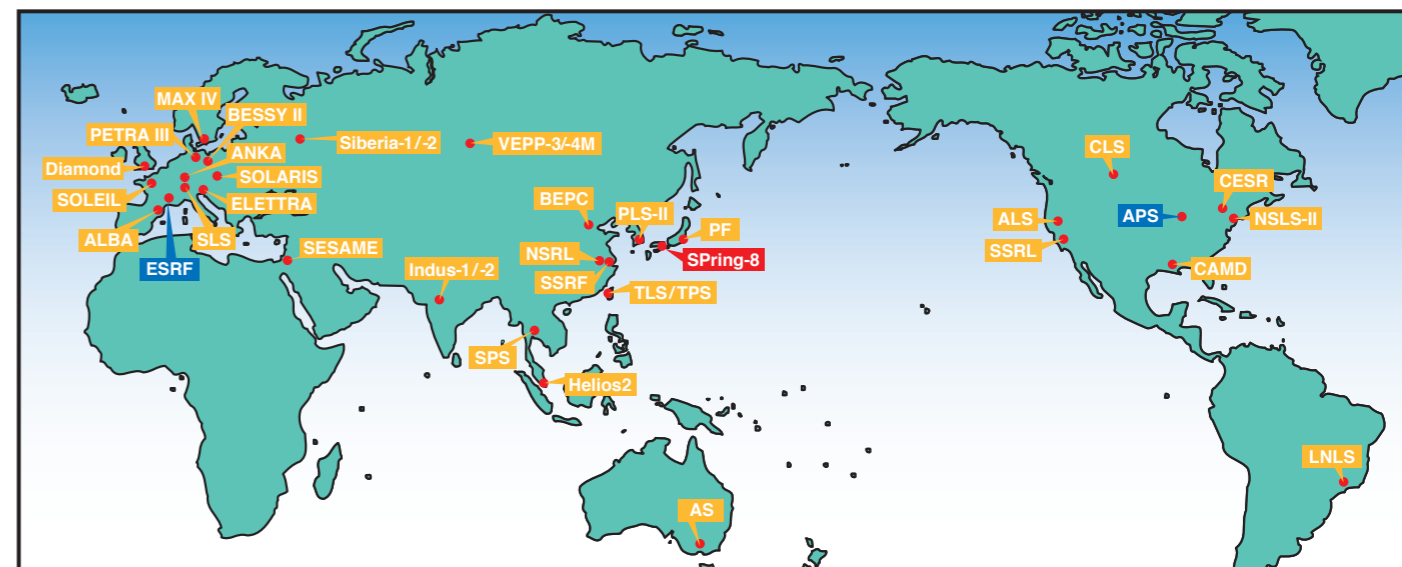 MAX IV
BESSY II
PETRA III
Siberia-1/-2
VEPP-3/-4M
ANKA
Diamond
SOLARIS
SOLEIL
ELETTRA
ALBA
SLS
ESRF
SESAME
BEPC
PLS-II
PF
SPring-8
NSRL
SSRF
Indus-1/-2
TLS/TPS
SPS
Helios2
AS
CLS
CESR
APS
NSLS-II
ALS
SSRL
CAMD
LNLS